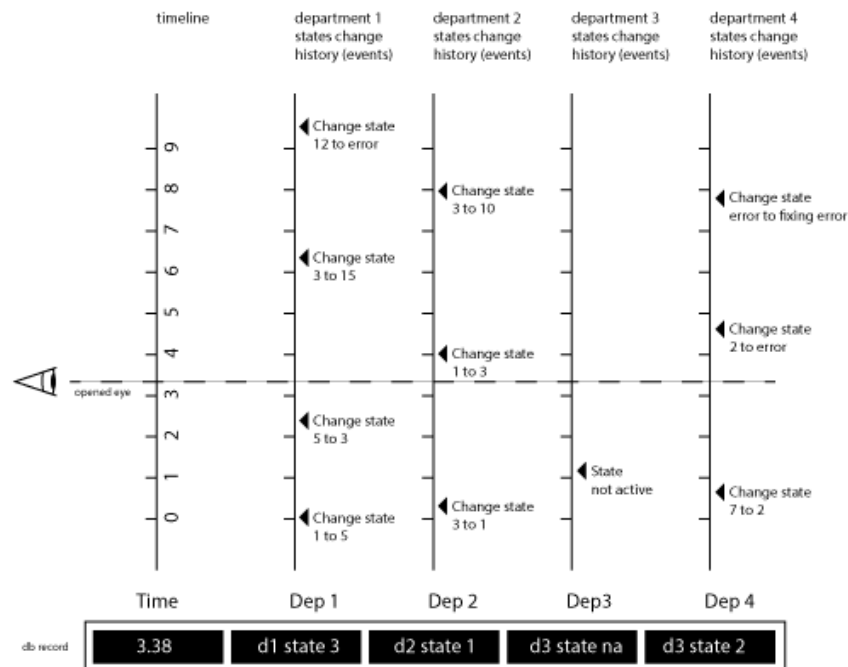 timeline
department 1
states change
history (events)
department 2
states change
history (events)
department 3
states change
history (events)
department 4
states change
history (events)
9
8
7
6
5
4
3
2
1
0
opened eye
Change state
12 to error
Change state
3 to 15
Change state
5 to 3
Change state
1 to 5
Change state
3 to 10
Change state
1 to 3
Change state
3 to 1
State
not active
Change state
error to fixing error
Change state
2 to error
Change state
7 to 2
Time
Dep 1
Dep 2
Dep3
Dep 4
db record
3.38
d1 state 3
d2 state 1
d3 state na
d3 state 2